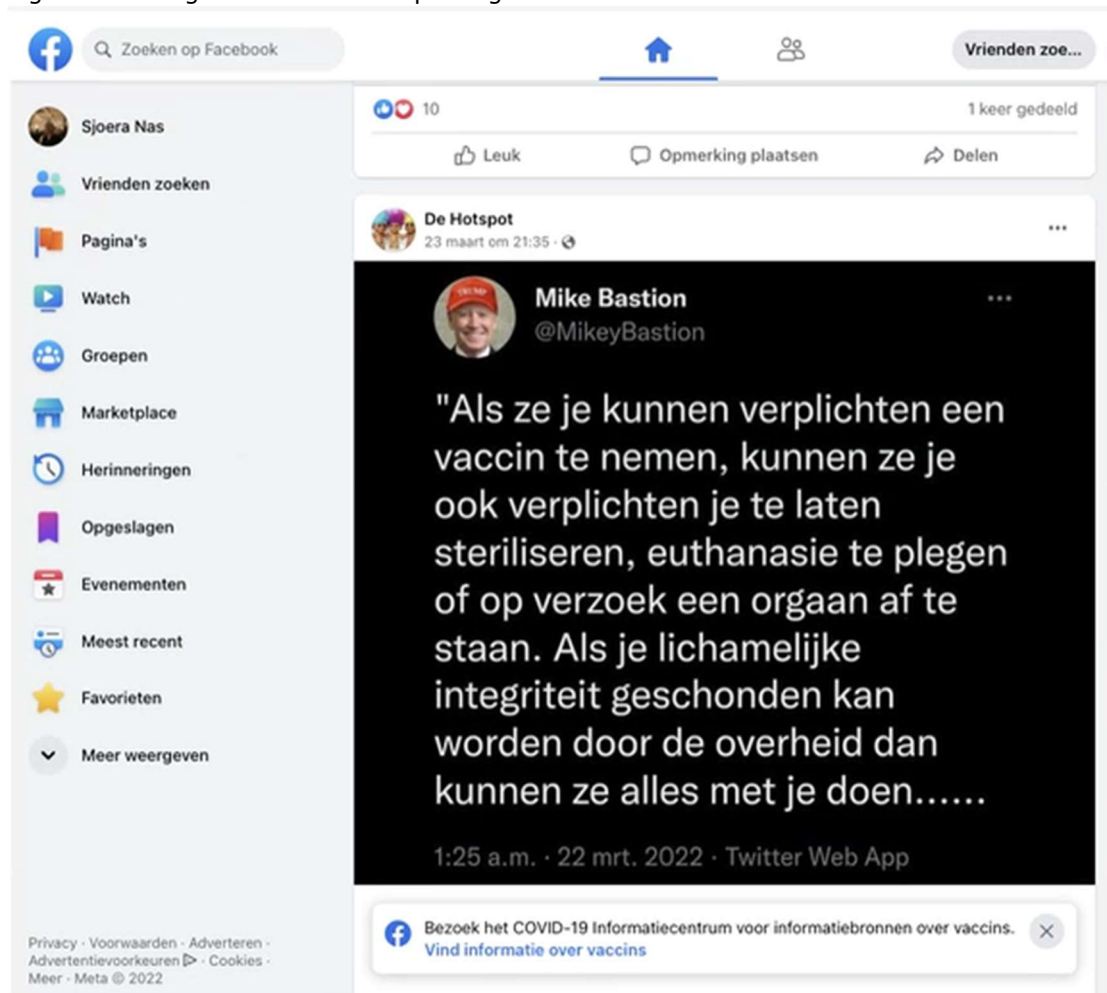 Zoeken op Facebook
Vrienden zoe...
Sjoera Nas
Vrienden zoeken
Pagina's
Watch
Groepen
Marketplace
Herinneringen
Opgeslagen
Evenementen
Meest recent
Favorieten
Meer weergeven
Privacy · Voorwaarden · Adverteren ·
Advertentievoorkeuren · Cookies ·
Meer · Meta © 2022
10
1 keer gedeeld
Leuk
Opmerking plaatsen
Delen
De Hotspot
23 maart om 21:35 ·
TRUMP
Mike Bastion
@MikeyBastion
"Als ze je kunnen verplichten een
vaccin te nemen, kunnen ze je
ook verplichten je te laten
steriliseren, euthanasie te plegen
of op verzoek een orgaan af te
staan. Als je lichamelijke
integriteit geschonden kan
worden door de overheid dan
kunnen ze alles met je doen......
1:25 a.m. · 22 mrt. 2022 · Twitter Web App
Bezoek het COVID-19 Informatiecentrum voor informatiebronnen over vaccins.
Vind informatie over vaccins